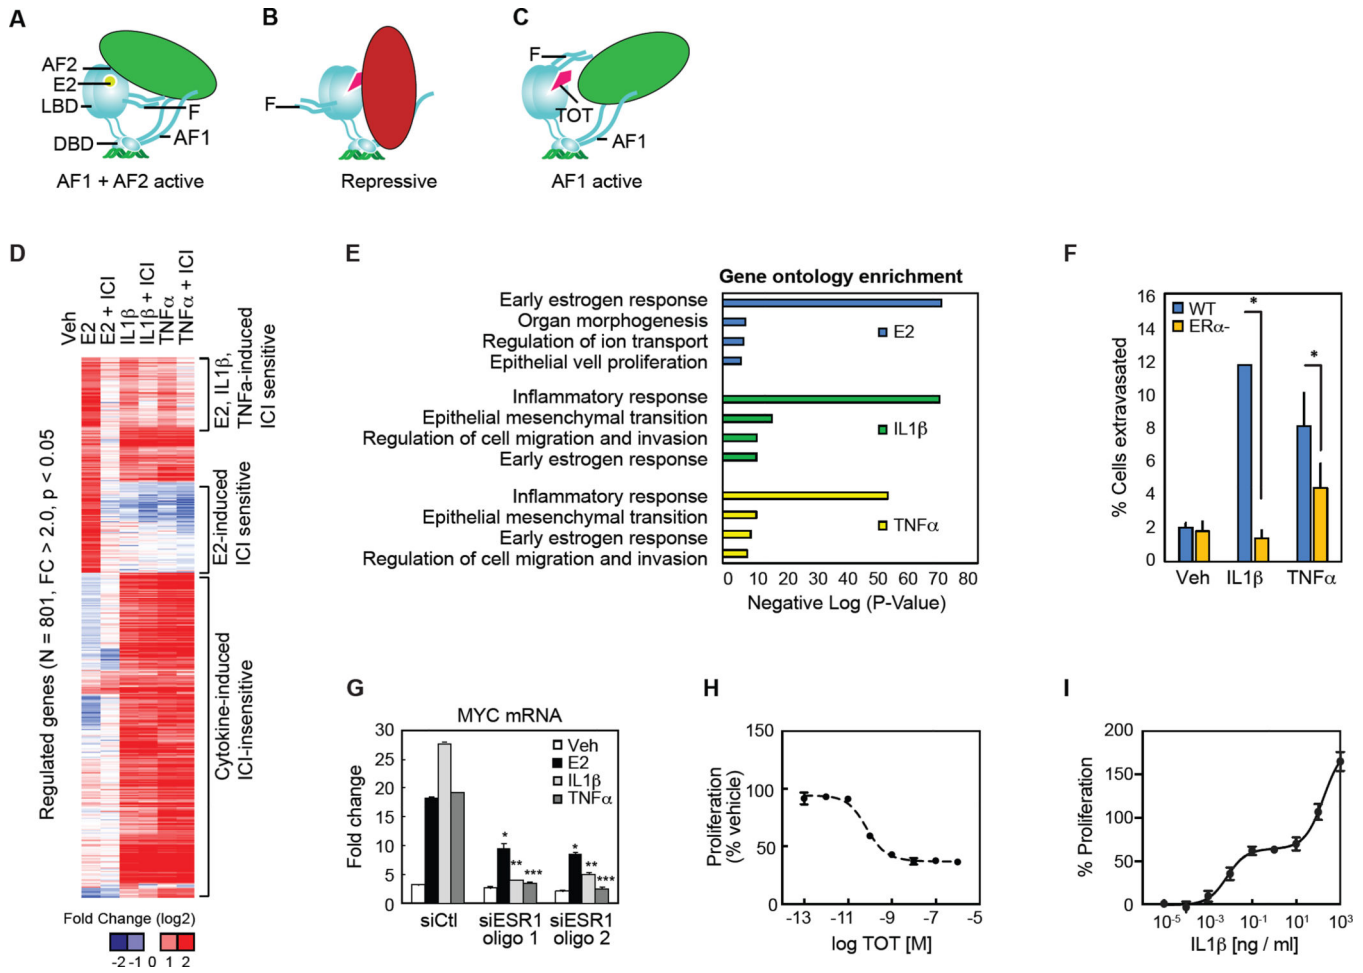 A
AF2
E2
LBD
DBD
F
AF1
AF1 + AF2 active
B
F
Repressive
C
F
TOT
AF1
AF1 active
D
Veh
E2
E2 + ICI
IL1β
IL1β + ICI
TNFα
TNFα + ICI
Regulated genes (N = 801, FC > 2.0, p < 0.05
E2, IL1β,
TNFa-induced
ICI sensitive
E2-induced
ICI sensitive
Cytokine-induced
ICI-insensitive
Fold Change (log2)
-2 -1 0 1 2
E
Gene ontology enrichment
Early estrogen response
Organ morphogenesis
Regulation of ion transport
Epithelial vell proliferation
E2
Inflammatory response
Epithelial mesenchymal transition
Regulation of cell migration and invasion
Early estrogen response
IL1β
Inflammatory response
Epithelial mesenchymal transition
Early estrogen response
Regulation of cell migration and invasion
TNFα
0 10 20 30 40 50 60 70 80
Negative Log (P-Value)
F
% Cells extravasated
16
14
12
10
8
6
4
2
0
WT
ERα-
*
*
Veh IL1β TNFα
G
MYC mRNA
Fold change
30
25
20
15
10
5
0
Veh
E2
IL1β
TNFα
*
**
***
*
**
***
siCtl
siESR1
oligo 1
siESR1
oligo 2
H
Proliferation
(% vehicle)
150
100
50
0
-13 -11 -9 -7 -5
log TOT [M]
I
% Proliferation
200
150
100
50
0
10-5 10-3 10-1 101 103
IL1β [ng / ml]